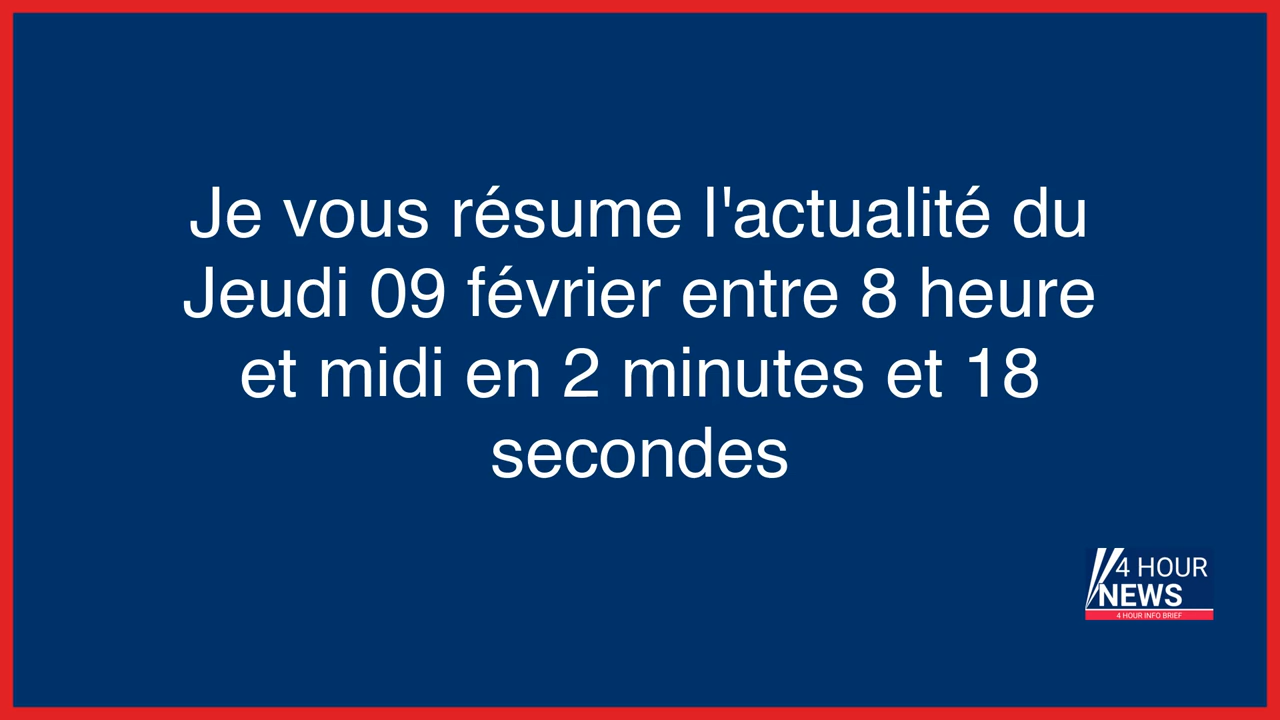 Je vous résume l'actualité du
Jeudi 09 février entre 8 heure
et midi en 2 minutes et 18
secondes
4 HOUR
NEWS
4 HOUR INFO BRIEF